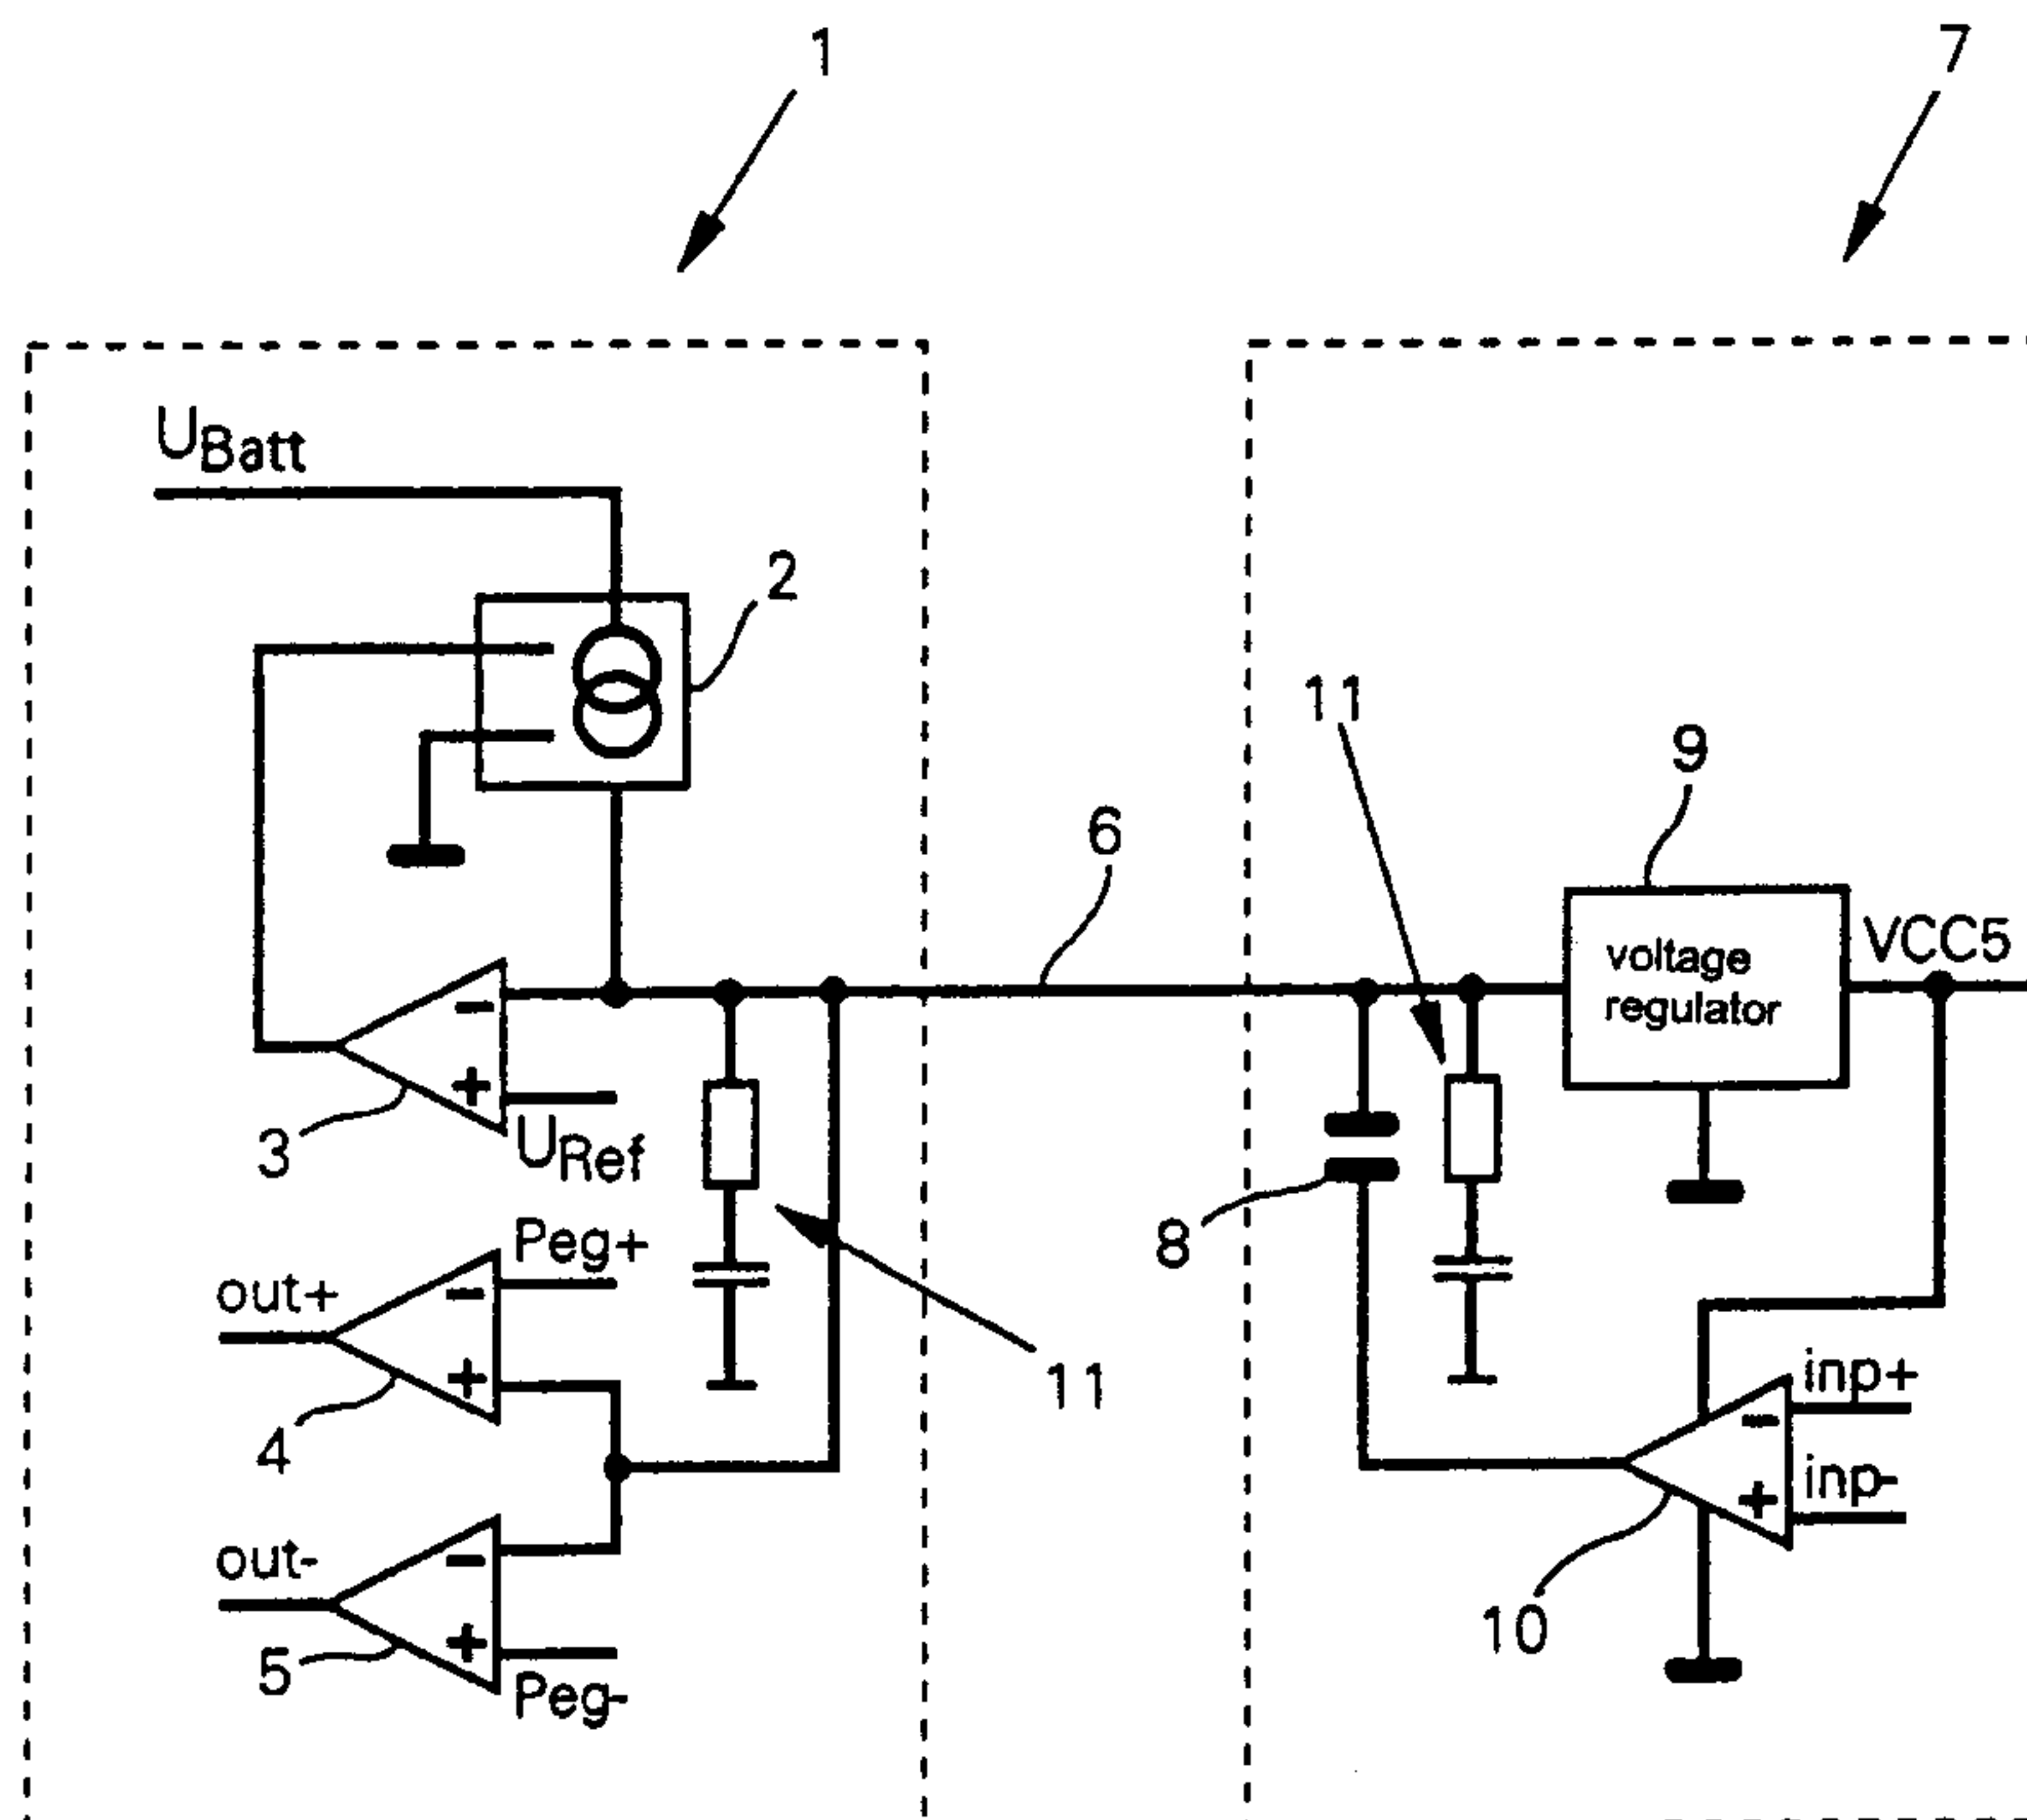 1
7
UBatt
2
11
9
6
voltage
regulator
VCC5
-
+
3
URef
8
Peg+
out+
-
+
4
11
inp+
-
inp-
+
out-
-
+
5
Peg-
10